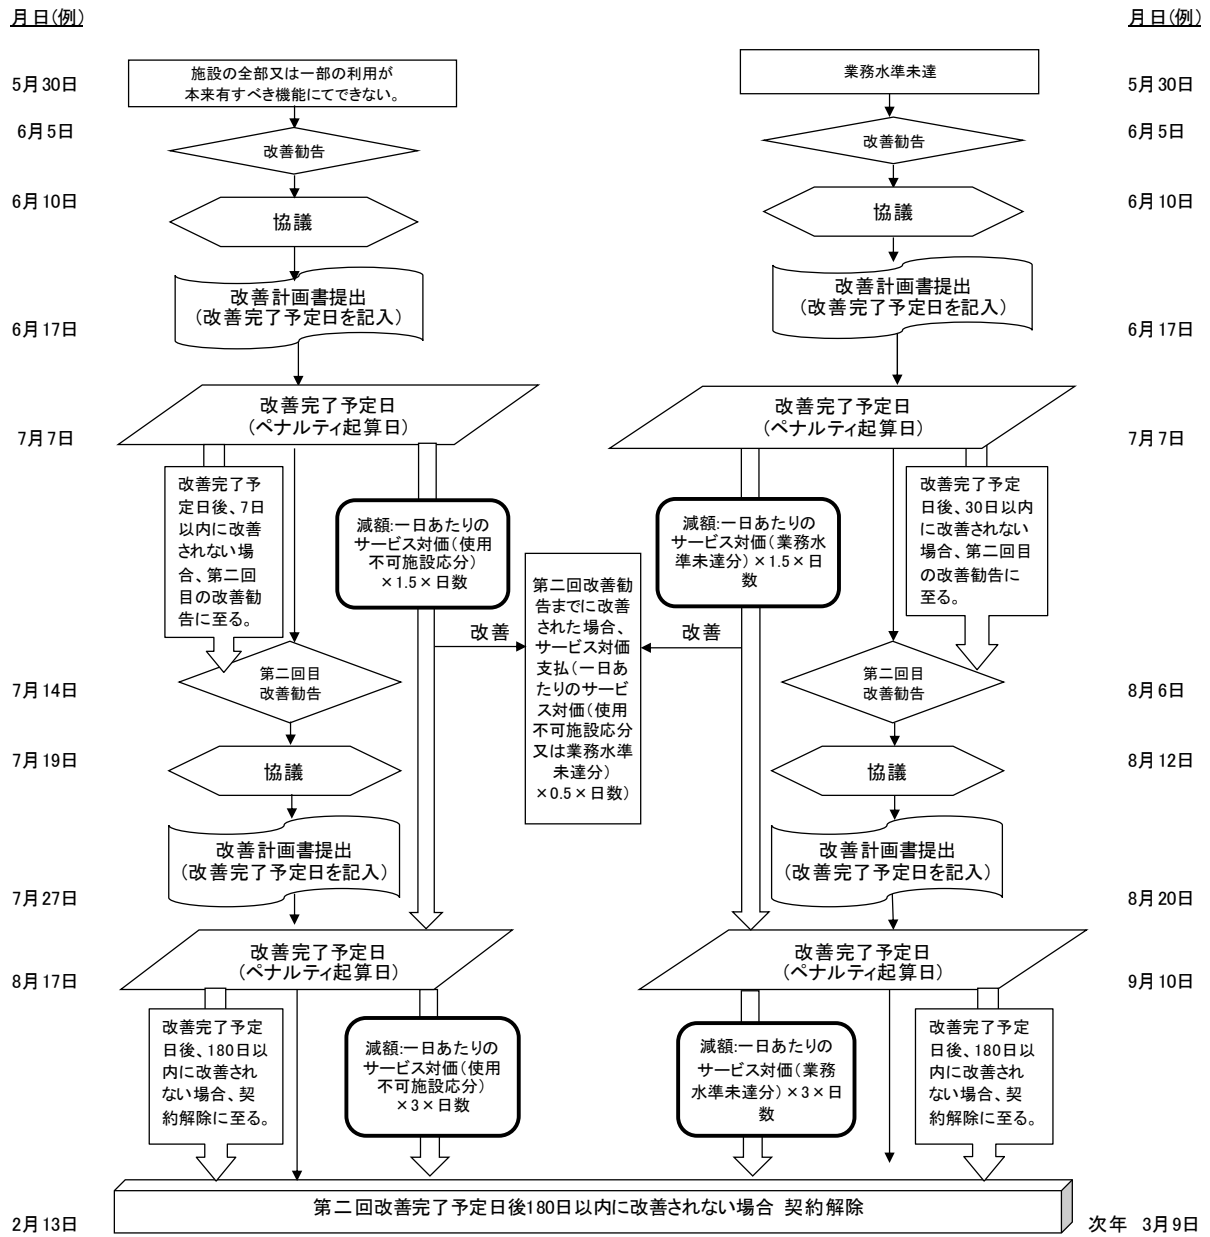 月日(例)
月日(例)
5月30日
施設の全部又は一部の利用が
本来有すべき機能にてできない。
業務水準未達
5月30日
6月5日
改善勧告
改善勧告
6月5日
6月10日
協議
協議
6月10日
改善計画書提出
(改善完了予定日を記入)
改善計画書提出
(改善完了予定日を記入)
6月17日
6月17日
改善完了予定日
(ペナルティ起算日)
改善完了予定日
(ペナルティ起算日)
7月7日
7月7日
改善完了予
定日後、7日
以内に改善
されない場
合、第二回
目の改善勧
告に至る。
減額:一日あたりの
サービス対価(使用
不可施設応分)
×1.5×日数
減額:一日あたりの
サービス対価(業務水
準未達分)×1.5×日
数
改善完了予
定日後、30日以内
に改善されない
場合、第二回目
の改善勧告に
至る。
改善
第二回改善勧
告までに改善
された場合、
サービス対価
支払(一日あ
たりのサービ
ス対価(使用
不可施設応分
又は業務水準
未達分)
×0.5×日数)
改善
7月14日
第二回目
改善勧告
第二回目
改善勧告
8月6日
7月19日
協議
協議
8月12日
改善計画書提出
(改善完了予定日を記入)
改善計画書提出
(改善完了予定日を記入)
7月27日
8月20日
改善完了予定日
(ペナルティ起算日)
改善完了予定日
(ペナルティ起算日)
8月17日
9月10日
改善完了予定
日後、180日以
内に改善され
ない場合、契
約解除に至る。
減額:一日あたりの
サービス対価(使用
不可施設応分)
×3×日数
減額:一日あたりの
サービス対価(業務
水準未達分)×3×日
数
改善完了予定
日後、180日以
内に改善され
ない場合、契
約解除に至る。
第二回改善完了予定日後180日以内に改善されない場合 契約解除
2月13日
次年 3月9日